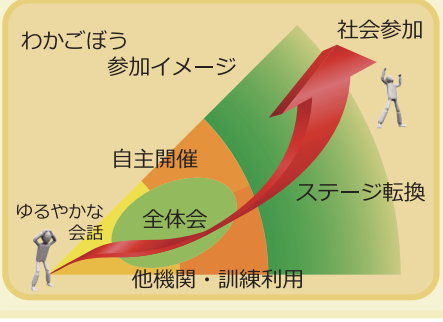 わかごぼう
参加イメージ
社会参加
自主開催
ステージ転換
ゆるやかな
会話
全体会
他機関・訓練利用